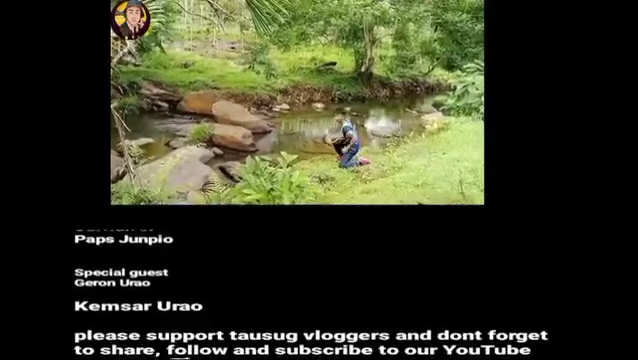 Paps Junpio
Special guest
Geron Urao
Kemsar Urao
please support tausug vloggers and dont forget
to share, follow and subscribe to our YouTube